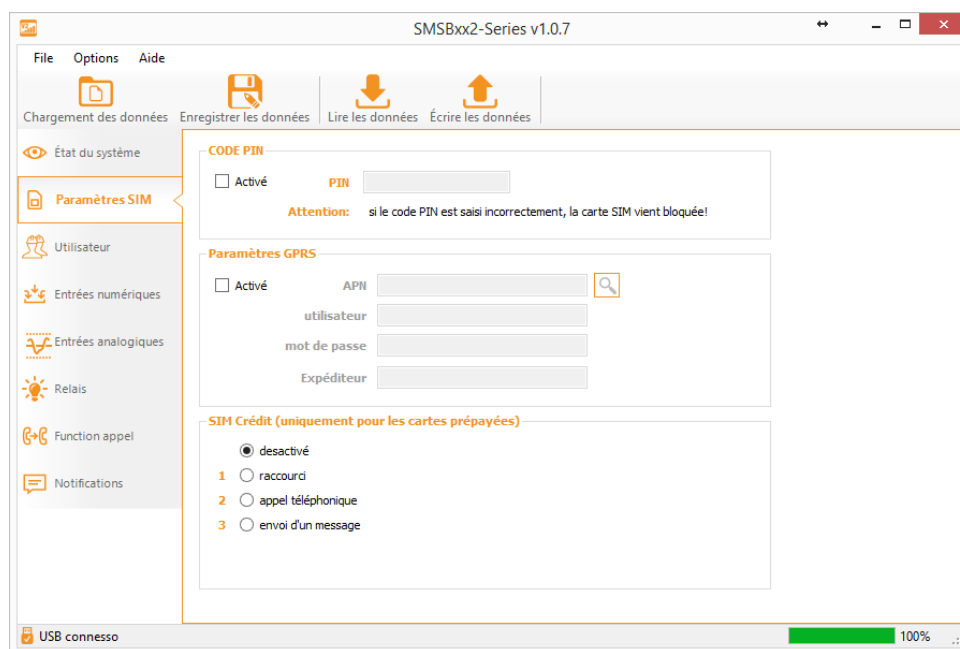 SMSBxx2-Series v1.0.7
File Options Aide
Chargement des données Enregistrer les données Lire les données Écrire les données
État du système
Paramètres SIM
Utilisateur
Entrées numériques
Entrées analogiques
Relais
Function appel
Notifications
CODE PIN
Activé PIN
Attention: si le code PIN est saisi incorrectement, la carte SIM vient bloquée!
Paramètres GPRS
Activé APN
utilisateur
mot de passe
Expéditeur
SIM Crédit (uniquement pour les cartes prépayées)
desactivé
1 raccourci
2 appel téléphonique
3 envoi d'un message
USB connesso 100%